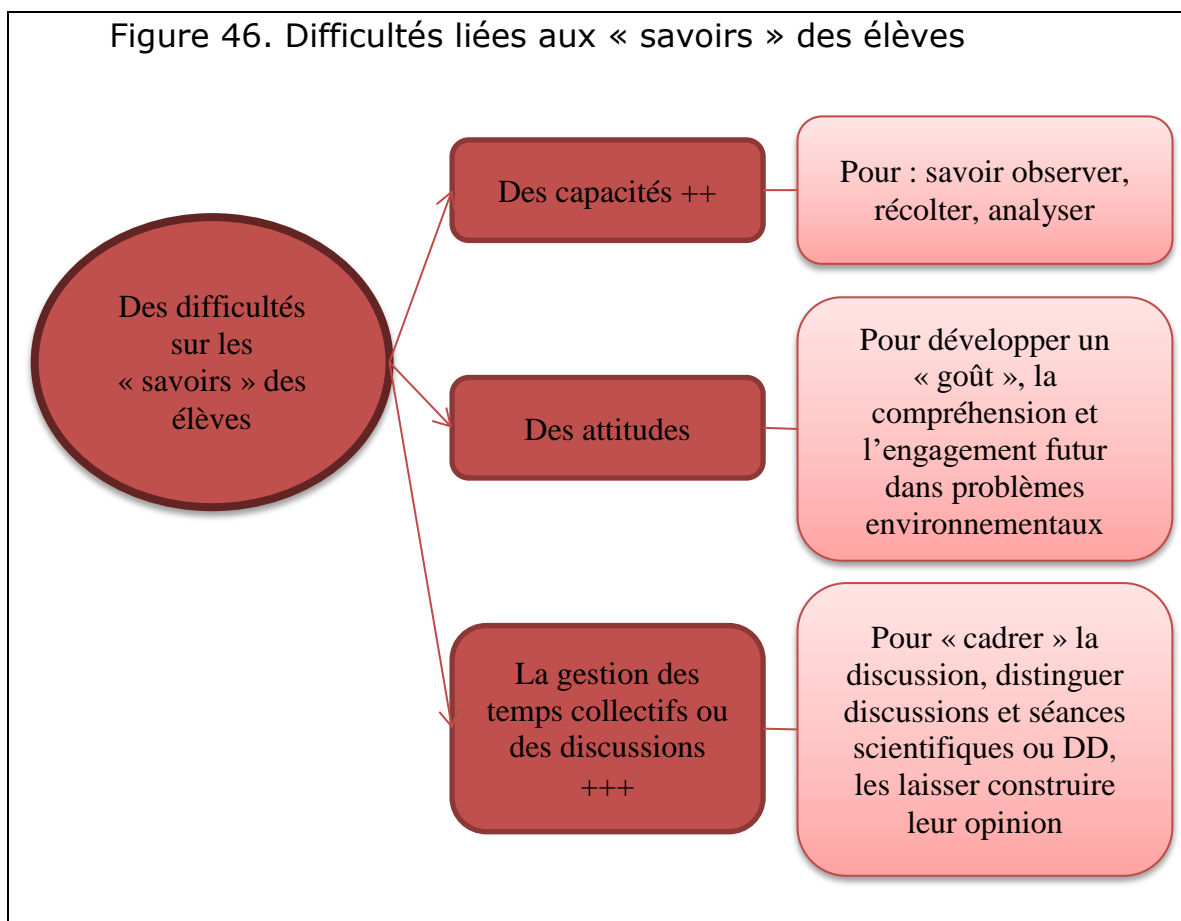 Figure 46. Difficultés liées aux « savoirs » des élèves
Des difficultés
sur les
« savoirs » des
élèves
Des capacités ++
Pour : savoir observer,
récolter, analyser
Des attitudes
Pour développer un
« goût », la
compréhension et
l’engagement futur
dans problèmes
environnementaux
La gestion des
temps collectifs ou
des discussions
+++
Pour « cadrer » la
discussion, distinguer
discussions et séances
scientifiques ou DD,
les laisser construire
leur opinion